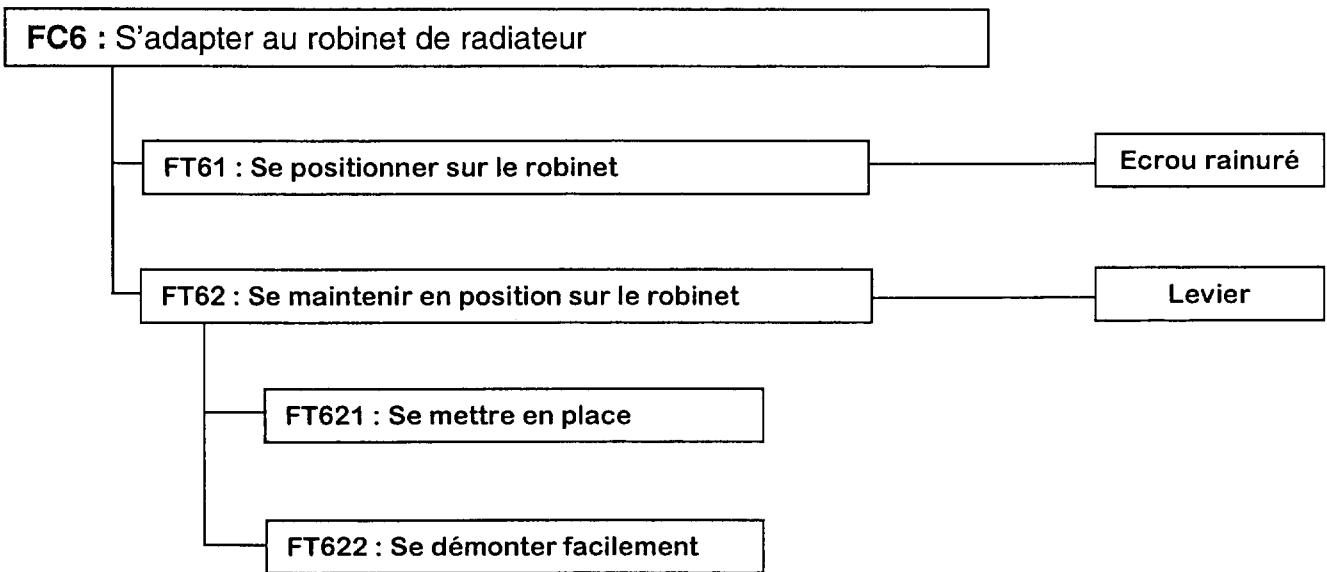 FC6 : S'adapter au robinet de radiateur
FT61 : Se positionner sur le robinet
Ecrou rainuré
FT62 : Se maintenir en position sur le robinet
Levier
FT621 : Se mettre en place
FT622 : Se démonter facilement